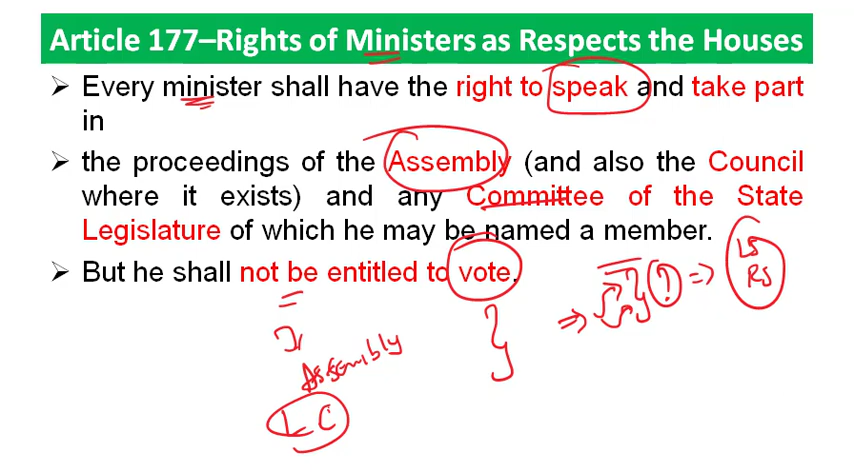 Article 177–Rights of Ministers as Respects the Houses
➢ Every minister shall have the right to speak and take part
in
➢ the proceedings of the Assembly (and also the Council
where it exists) and any Committee of the State
Legislature of which he may be named a member.
➢ But he shall not be entitled to vote.
LS
RS
Assembly
LC